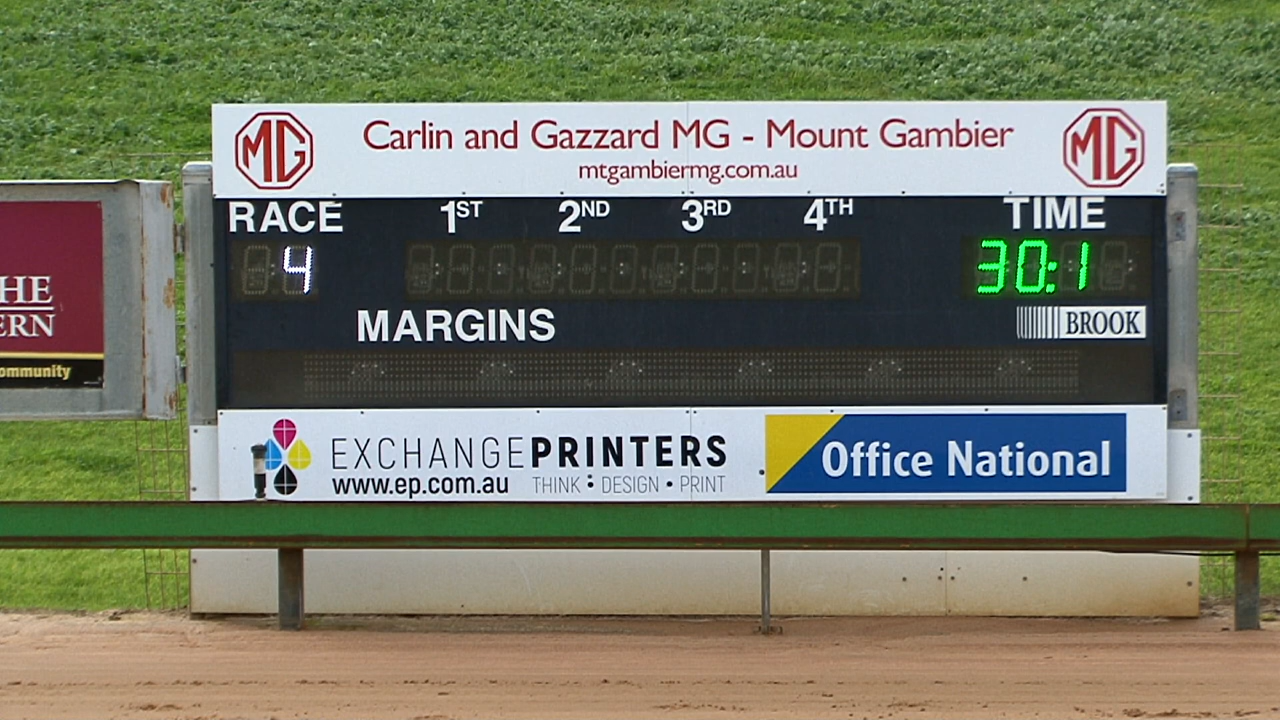 MG Carlin and Gazzard MG - Mount Gambier MG
mtgambiermg.com.au
RACE 1ST 2ND 3RD 4TH TIME
4 30:1
MARGINS BROOK
HE
ERN
ommunity
EXCHANGEPRINTERS
www.ep.com.au THINK : DESIGN • PRINT
Office National